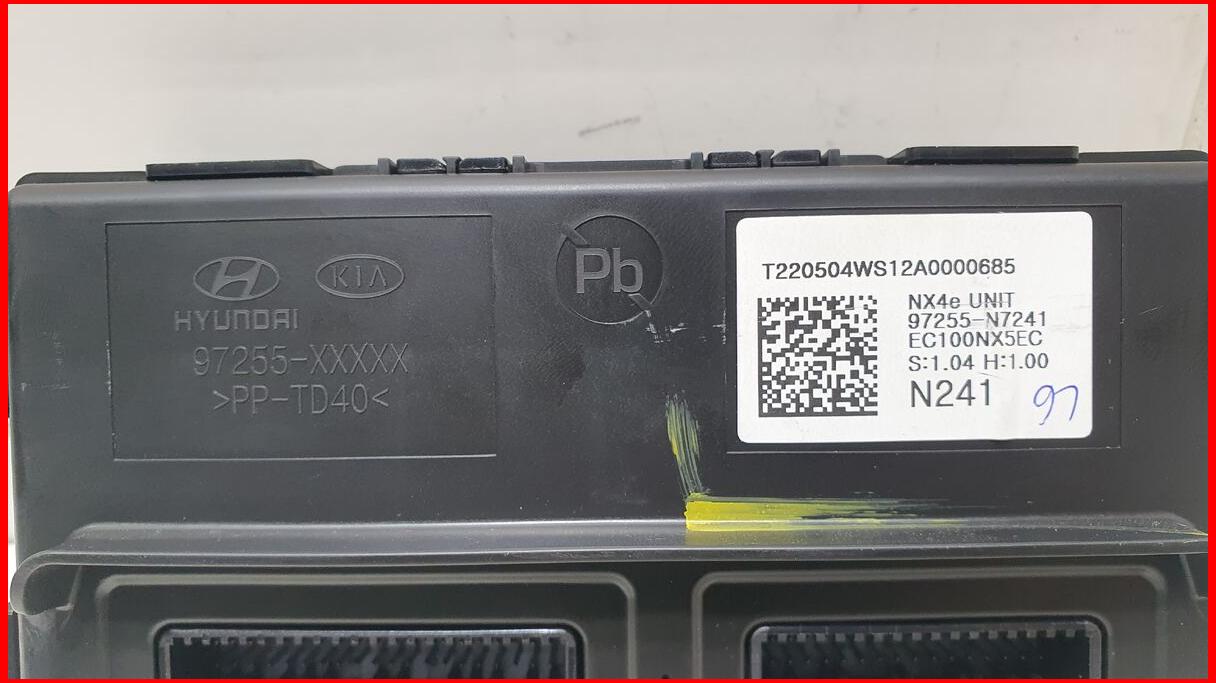 KIA
HYUNDAI
97255-XXXXX
>PP-TD40<
Pb
T220504WS12A0000685
NX4e UNIT
97255-N7241
EC100NX5EC
S:1.04 H:1.00
N241
97